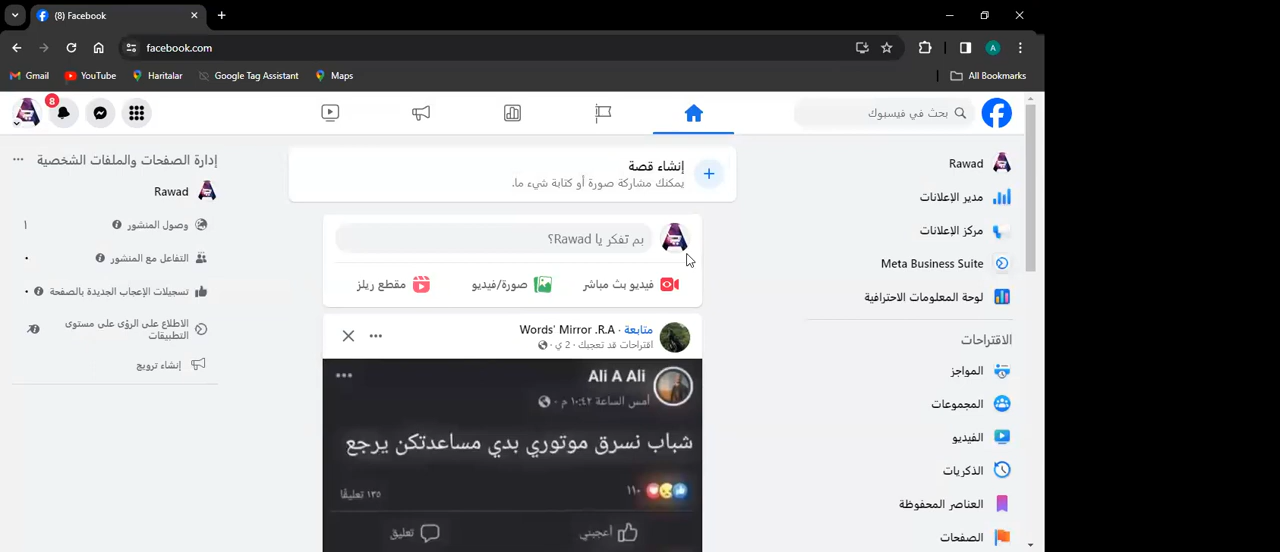 (8) Facebook
facebook.com
Gmail
YouTube
Haritalar
Google Tag Assistant
Maps
All Bookmarks
A
8
بحث في فيسبوك
Rawad
مدير الإعلانات
مركز الإعلانات
Meta Business Suite
لوحة المعلومات الاحترافية
الاقتراحات
المواجز
المجموعات
الفيديو
الذكريات
العناصر المحفوظة
الصفحات
إنشاء قصة
يمكنك مشاركة صورة أو كتابة شيء ما.
بم تفكر يا Rawad؟
فيديو بث مباشر
صورة/فيديو
مقطع ريلز
Words' Mirror .R.A · متابعة
اقتراحات قد تعجبك · 2 ي ·
Ali A Ali
أمس الساعة ١٠:٤٢ م ·
شباب نسرق موتوري بدي مساعدتكن يرجع
١١٠
١٣٥ تعليقًا
أعجبني
تعليق
إدارة الصفحات والملفات الشخصية
Rawad
وصول المنشور
١
التفاعل مع المنشور
٠
تسجيلات الإعجاب الجديدة بالصفحة
٠
الاطلاع على الرؤى على مستوى
التطبيقات
إنشاء ترويج